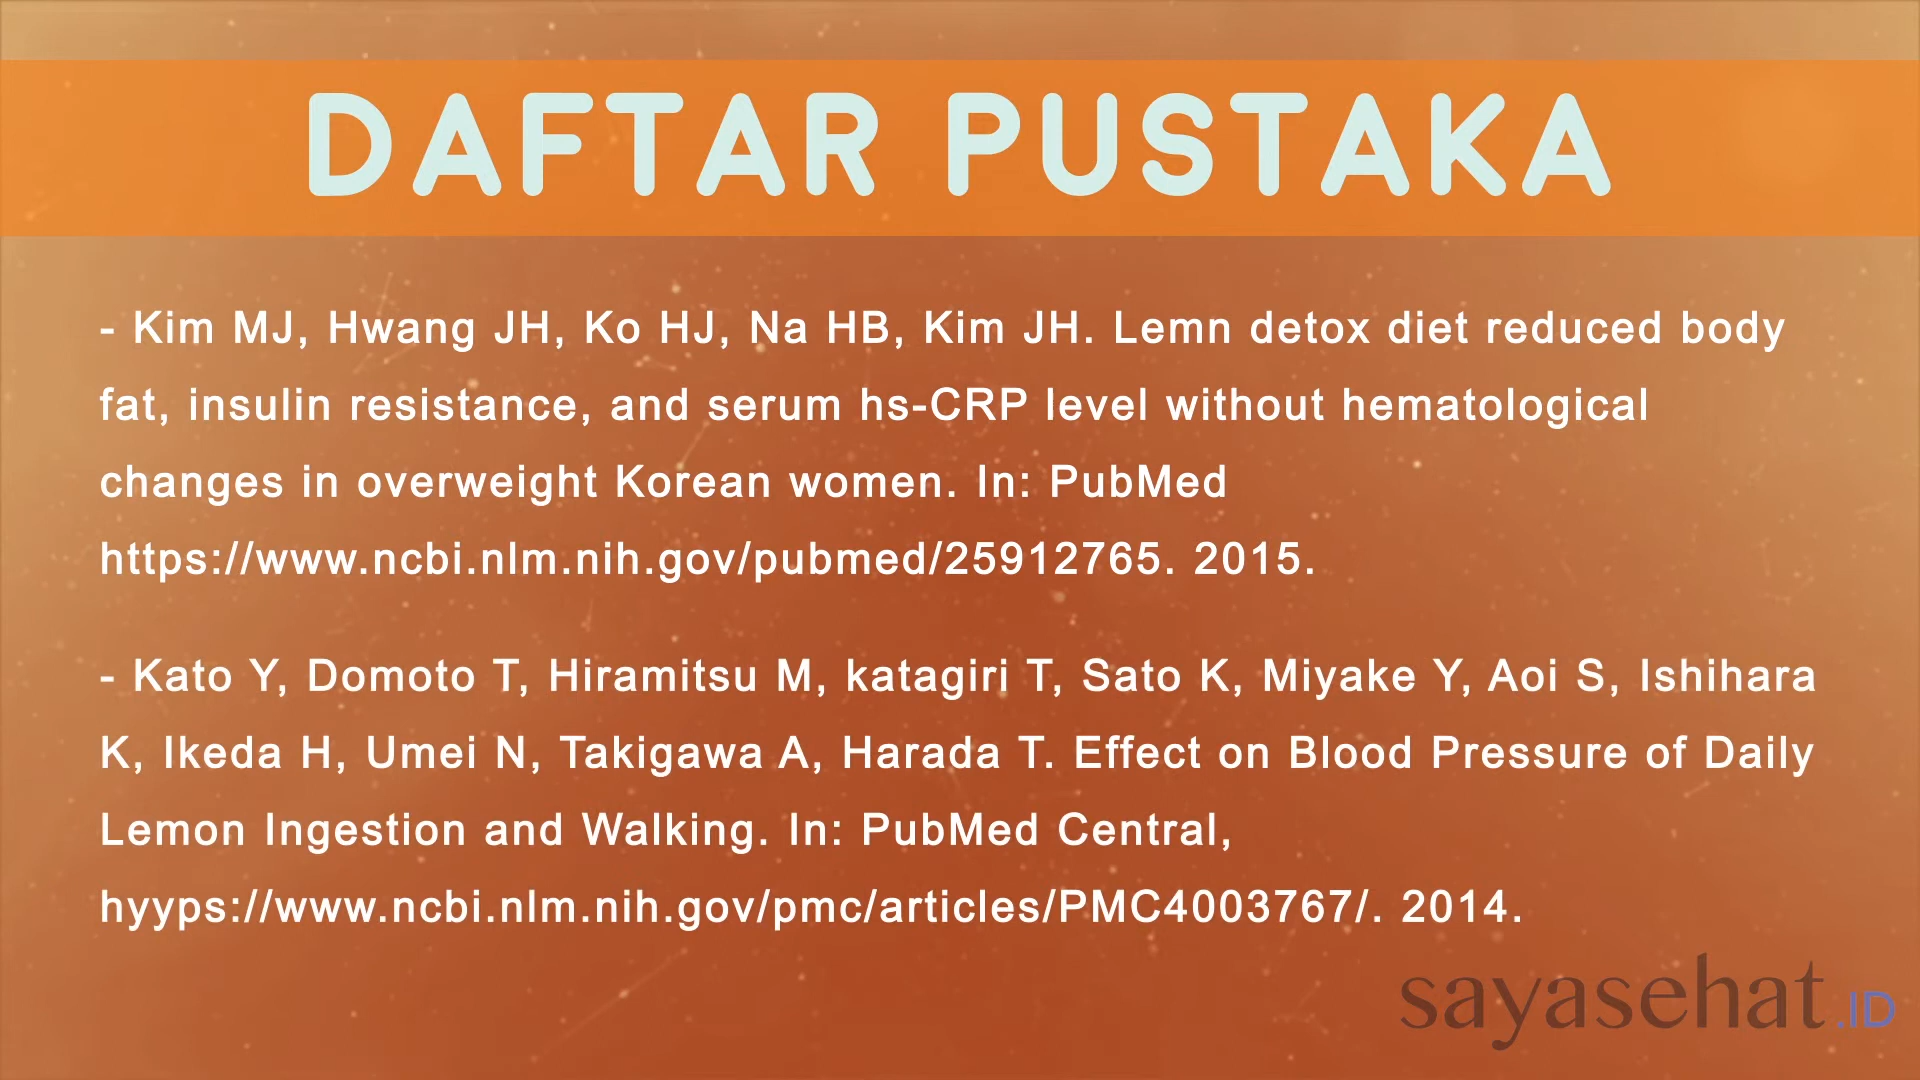 DAFTAR PUSTAKA
- Kim MJ, Hwang JH, Ko HJ, Na HB, Kim JH. Lemn detox diet reduced body
fat, insulin resistance, and serum hs-CRP level without hematological
changes in overweight Korean women. In: PubMed
https://www.ncbi.nlm.nih.gov/pubmed/25912765. 2015.
- Kato Y, Domoto T, Hiramitsu M, katagiri T, Sato K, Miyake Y, Aoi S, Ishihara
K, Ikeda H, Umei N, Takigawa A, Harada T. Effect on Blood Pressure of Daily
Lemon Ingestion and Walking. In: PubMed Central,
hyyps://www.ncbi.nlm.nih.gov/pmc/articles/PMC4003767/. 2014.
sayasehat.ID